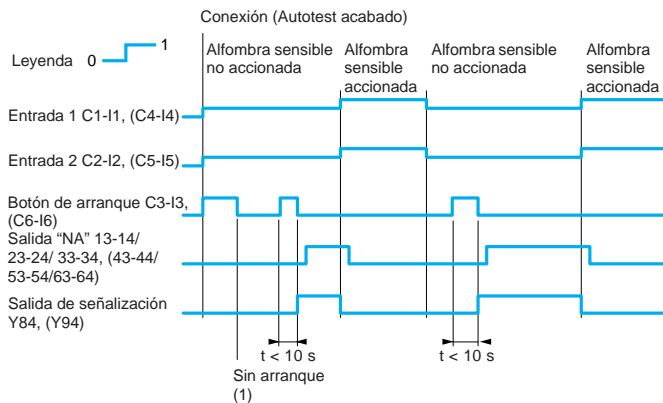 Conexión (Autotest acabado)
Leyenda 0 1
Alfombra sensible
no accionada
Alfombra
sensible
accionada
Alfombra sensible
no accionada
Alfombra
sensible
accionada
Entrada 1 C1-I1, (C4-I4)
Entrada 2 C2-I2, (C5-I5)
Botón de arranque C3-I3,
(C6-I6)
Salida “NA” 13-14/
23-24/ 33-34, (43-44/
53-54/63-64)
Salida de señalización
Y84, (Y94)
t < 10 s
t < 10 s
Sin arranque
(1)